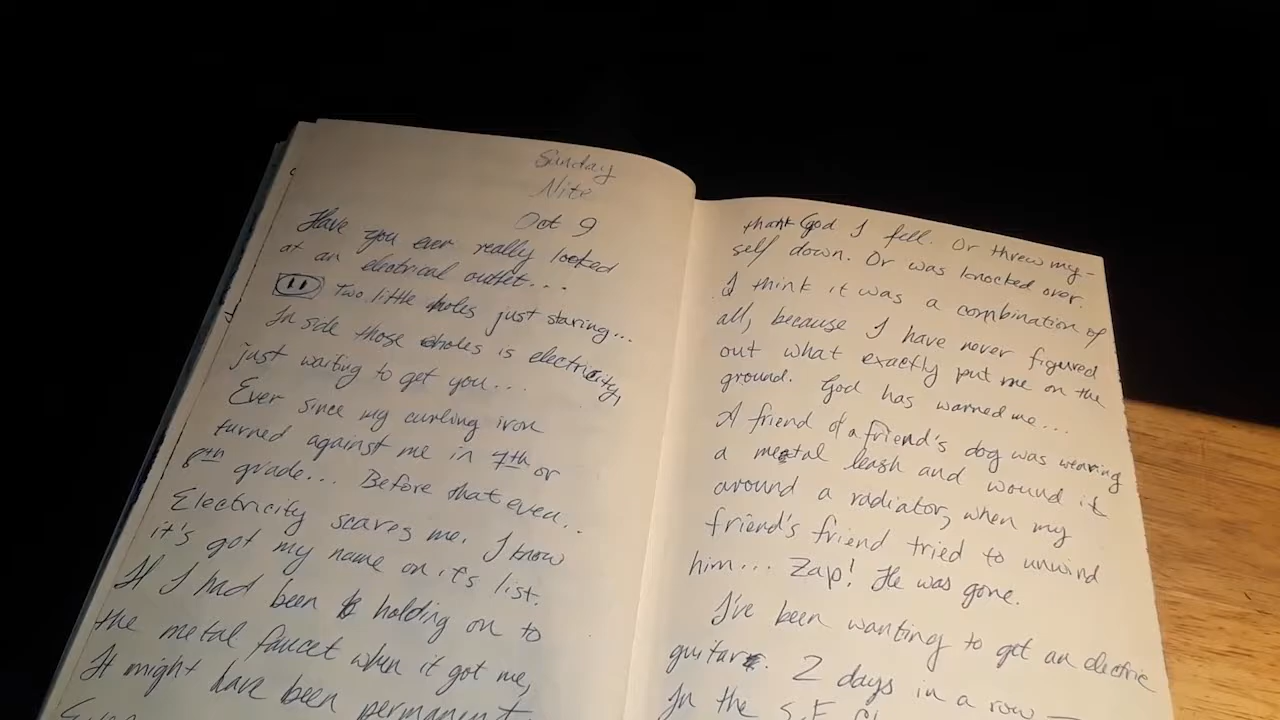 Sunday
Nite
Oct 9
Have you ever really looked
at an electrical outlet...
Two little holes just staring...
In side those holes is electricity,
just waiting to get you...
Ever since my curling iron
turned against me in 7th or
8th grade... Before that even..
Electricity scares me. I know
it's got my name on it's list.
If I had been holding on to
the metal faucet when it got me,
It might have been permanent
thank God I fell. Or threw my-
self down. Or was knocked over.
I think it was a combination of
all, because I have never figured
out what exactly put me on the
ground. God has warned me...
A friend of a friend's dog was wearing
a metal leash and wound it
around a radiator, when my
friend's friend tried to unwind
him... Zap! He was gone.
I've been wanting to get an electric
guitar. 2 days in a row—
In the S.F.